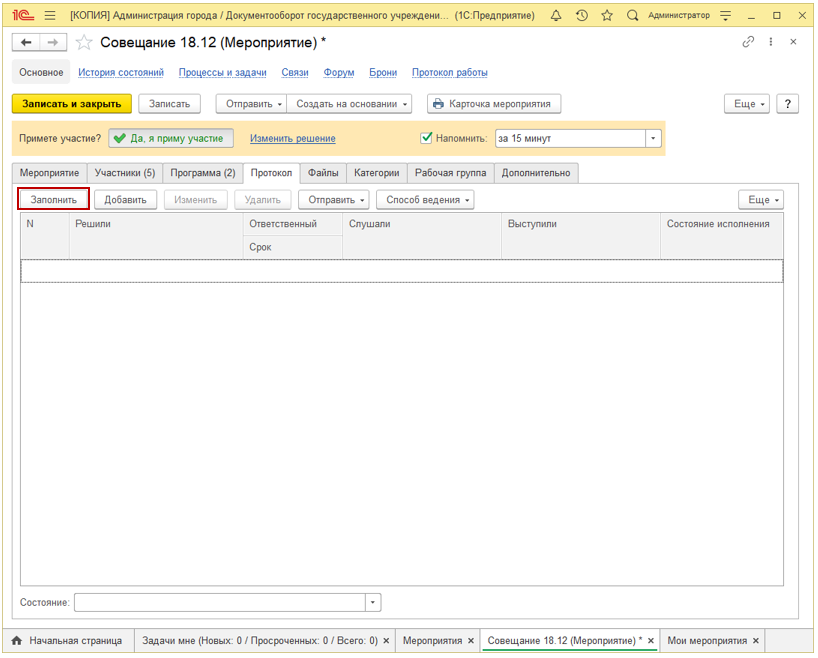 1С [КОПИЯ] Администрация города / Документооборот государственного учреждени... (1С:Предприятие) Администратор
Совещание 18.12 (Мероприятие) *
Основное История состояний Процессы и задачи Связи Форум Брони Протокол работы
Записать и закрыть Записать Отправить Создать на основании Карточка мероприятия Еще ?
Примете участие? Да, я приму участие Изменить решение Напомнить: за 15 минут
Мероприятие Участники (5) Программа (2) Протокол Файлы Категории Рабочая группа Дополнительно
Заполнить Добавить Изменить Удалить Отправить Способ ведения Еще
N Решили Ответственный Слушали Выступили Состояние исполнения
Срок
Состояние:
Начальная страница Задачи мне (Новых: 0 / Просроченных: 0 / Всего: 0) × Мероприятия × Совещание 18.12 (Мероприятие) * × Мои мероприятия ×